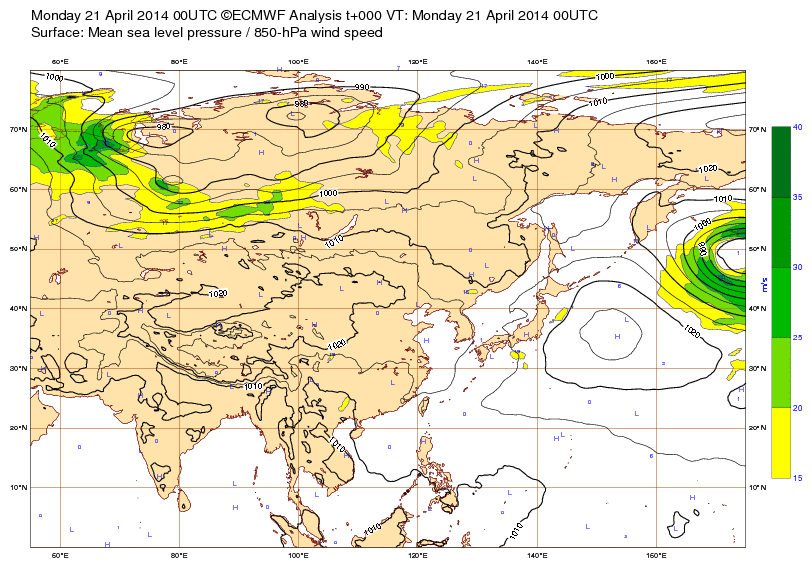 Monday 21 April 2014 00UTC ©ECMWF Analysis t+000 VT: Monday 21 April 2014 00UTC
Surface: Mean sea level pressure / 850-hPa wind speed
60°E 80°E 100°E 120°E 140°E 160°E
1000 990 1000
1010
980 980
70°N 70°N
1010
1020
60°N 1000 1010 60°N
1000
1010
50°N 990 50°N
1020
40°N 40°N
1020 1020
30°N 30°N
1010
20°N 20°N
1010
10°N 10°N
1010 1010
60°E 80°E 100°E 120°E 140°E 160°E
40
35
30
m/s
25
20
15